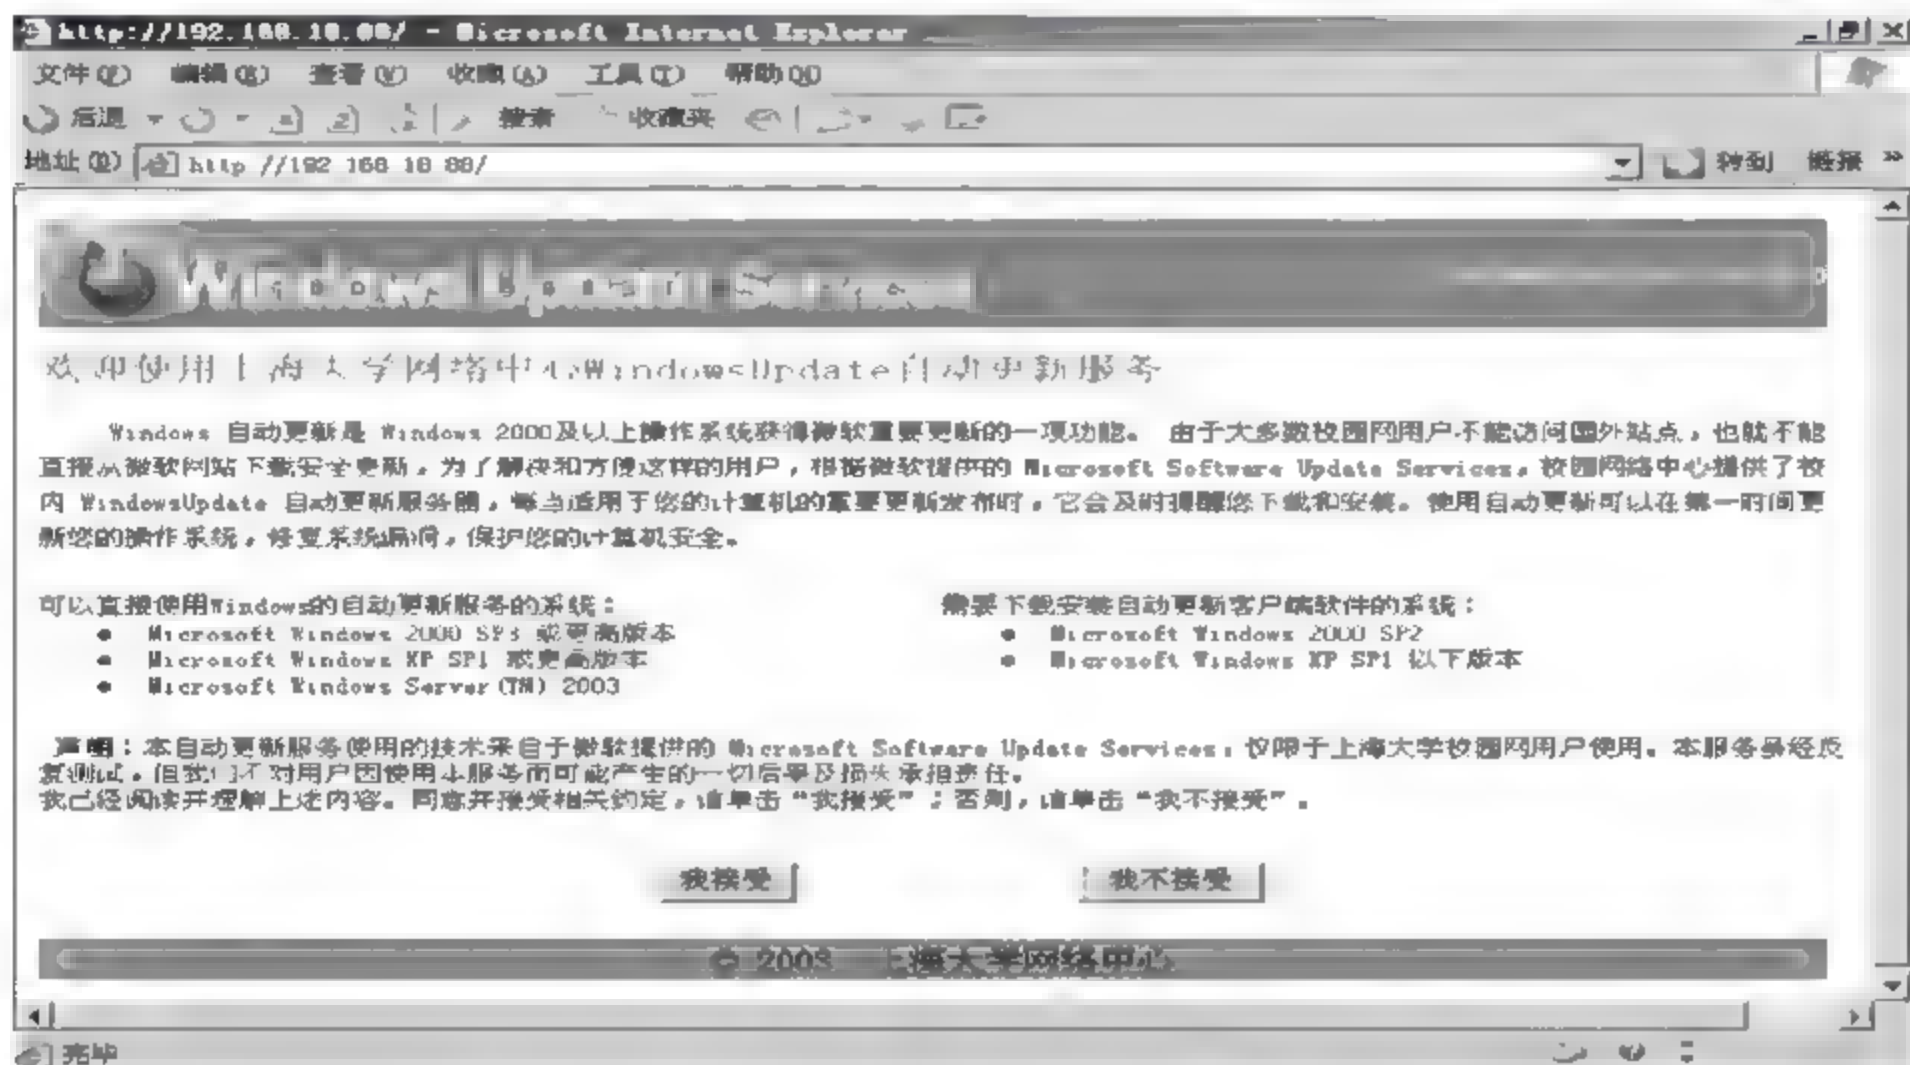 http://192.168.10.88/ - Microsoft Internet Explorer
文件(F) 编辑(E) 查看(V) 收藏(A) 工具(T) 帮助(H)
后退 搜索 收藏夹
地址(D) http://192.168.10.88/ 转到 链接 »
Windows
欢迎使用上海大学网络中心WindowsUpdate自动更新服务
Windows 自动更新是 Windows 2000及以上操作系统获得微软重要更新的一项功能。 由于大多数校园网用户不能访问国外站点，也就不能
直接从微软网站下载安全更新，为了解决和方便这样的用户，根据微软提供的 Microsoft Software Update Services，校园网络中心提供了校
内 WindowsUpdate 自动更新服务器，每当适用于您的计算机的重要更新发布时，它会及时提醒您下载和安装。使用自动更新可以在第一时间更
新您的操作系统，修复系统漏洞，保护您的计算机安全。
可以直接使用Windows的自动更新服务的系统：
● Microsoft Windows 2000 SP3 或更高版本
● Microsoft Windows XP SP1 或更高版本
● Microsoft Windows Server(TM) 2003
需要下载安装自动更新客户端软件的系统：
● Microsoft Windows 2000 SP2
● Microsoft Windows XP SP1 以下版本
声明：本自动更新服务使用的技术来自于微软提供的 Microsoft Software Update Services，仅限于上海大学校园网用户使用。本服务虽经反
复测试，但我们不对用户因使用本服务而可能产生的一切后果及损失承担责任。
我已经阅读并理解上述内容。同意并接受相关约定，请单击“我接受”；否则，请单击“我不接受”。
我接受 我不接受
© 2003 上海大学网络中心
完毕